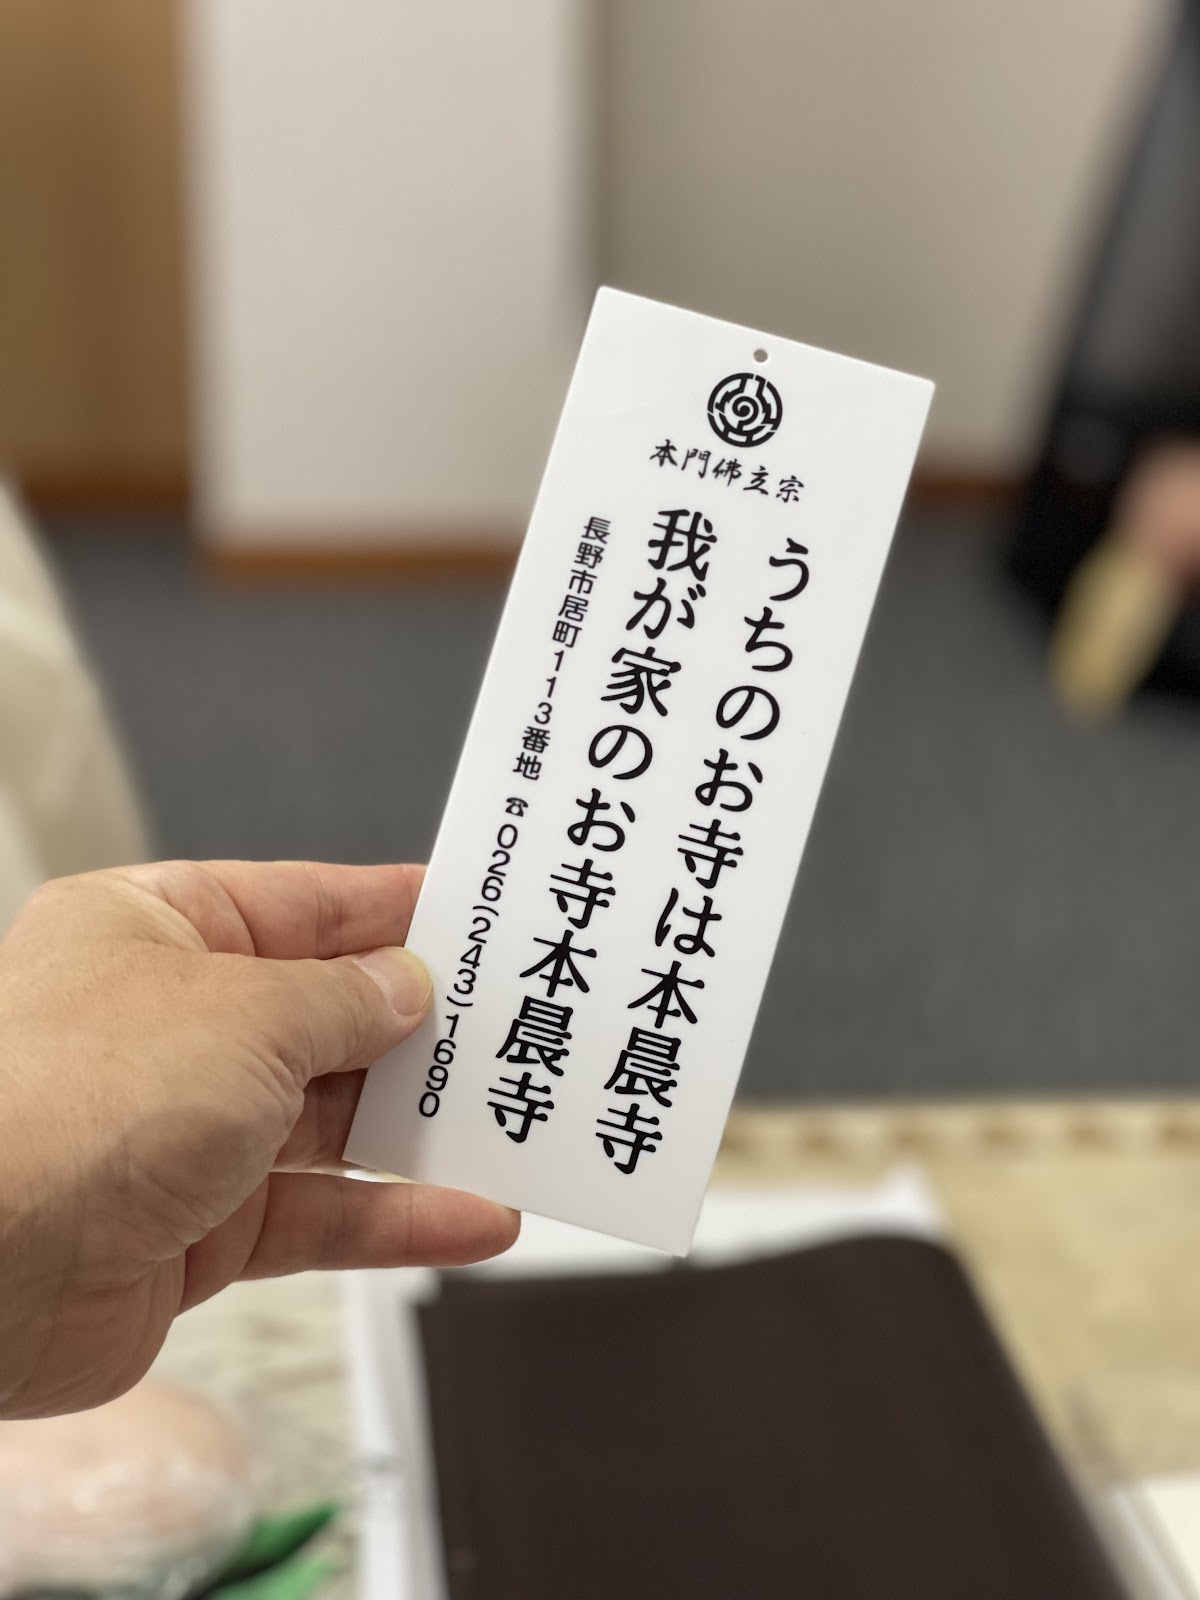 本門佛立宗
うちのお寺は本晨寺
我が家のお寺本晨寺
長野市居町113番地 ☎026(243)1690